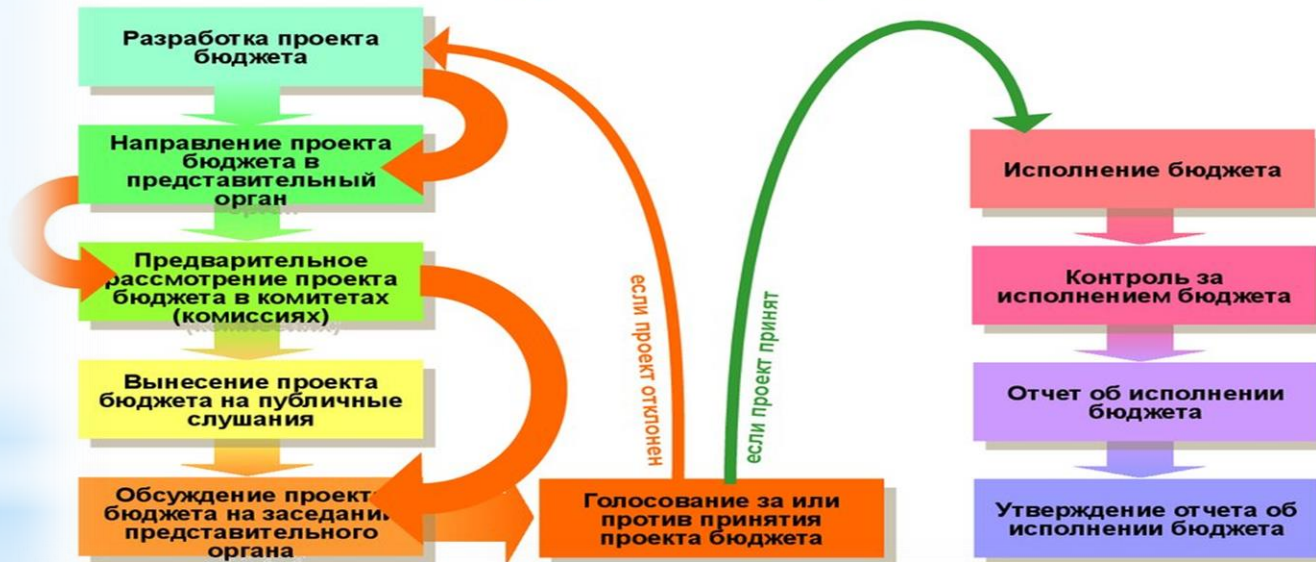 Разработка проекта
бюджета
Направление проекта
бюджета в
представительный
орган
Предварительное
рассмотрение проекта
бюджета в комитетах
(комиссиях)
Вынесение проекта
бюджета на публичные
слушания
Обсуждение проекта
бюджета на заседании
представительного
органа
если проект отклонен
Голосование за или
против принятия
проекта бюджета
если проект принят
Исполнение бюджета
Контроль за
исполнением бюджета
Отчет об исполнении
бюджета
Утверждение отчета об
исполнении бюджета